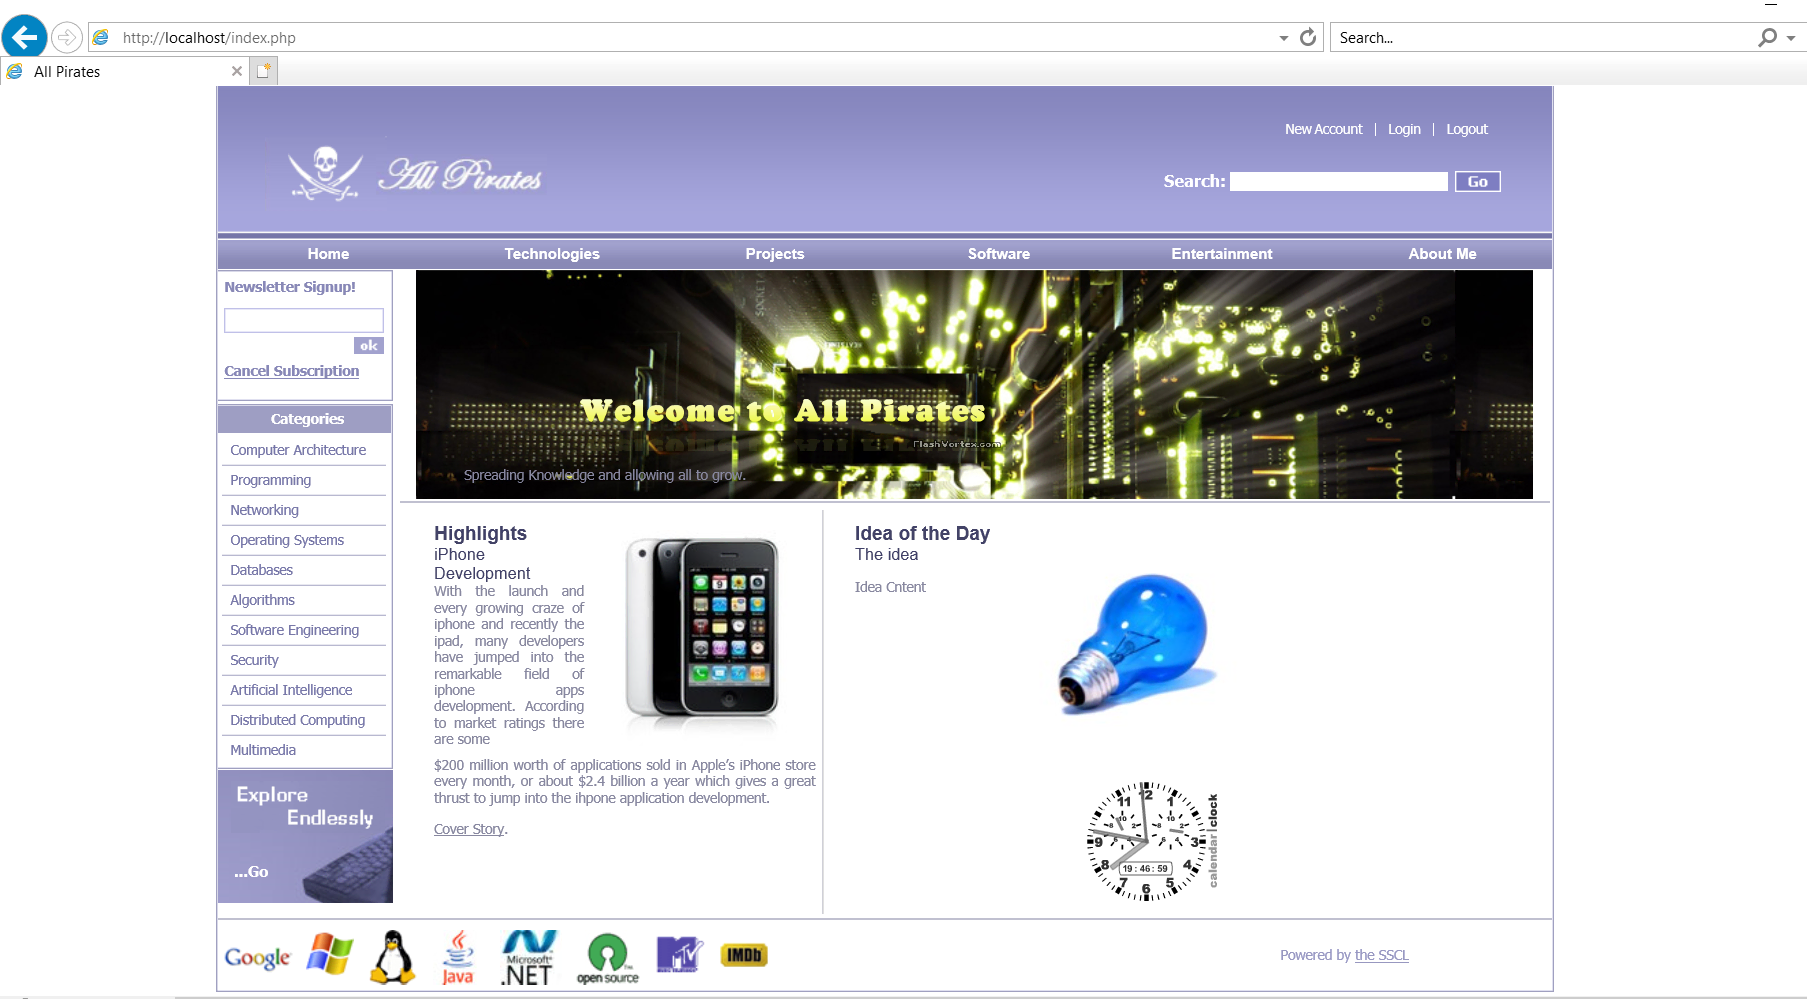 http://localhost/index.php
Search...
All Pirates
New Account | Login | Logout
All Pirates
Search: Go
Home Technologies Projects Software Entertainment About Me
Newsletter Signup!
ok
Cancel Subscription
Categories
Computer Architecture
Programming
Networking
Operating Systems
Databases
Algorithms
Software Engineering
Security
Artificial Intelligence
Distributed Computing
Multimedia
Explore
Endlessly
...Go
Welcome to All Pirates
FlashVortex.com
Spreading Knowledge and allowing all to grow.
Highlights
iPhone
Development
With the launch and
every growing craze of
iphone and recently the
ipad, many developers
have jumped into the
remarkable field of
iphone apps
development. According
to market ratings there
are some
$200 million worth of applications sold in Apple's iPhone store
every month, or about $2.4 billion a year which gives a great
thrust to jump into the ihpone application development.
Cover Story.
Idea of the Day
The idea
Idea Cntent
12
11 1
10 2
9 3
8 4
7 5
6
19 : 46 : 59
calendar|clock
Google
Java
Microsoft
.NET
open source
MTV
IMDb
Powered by the SSCL